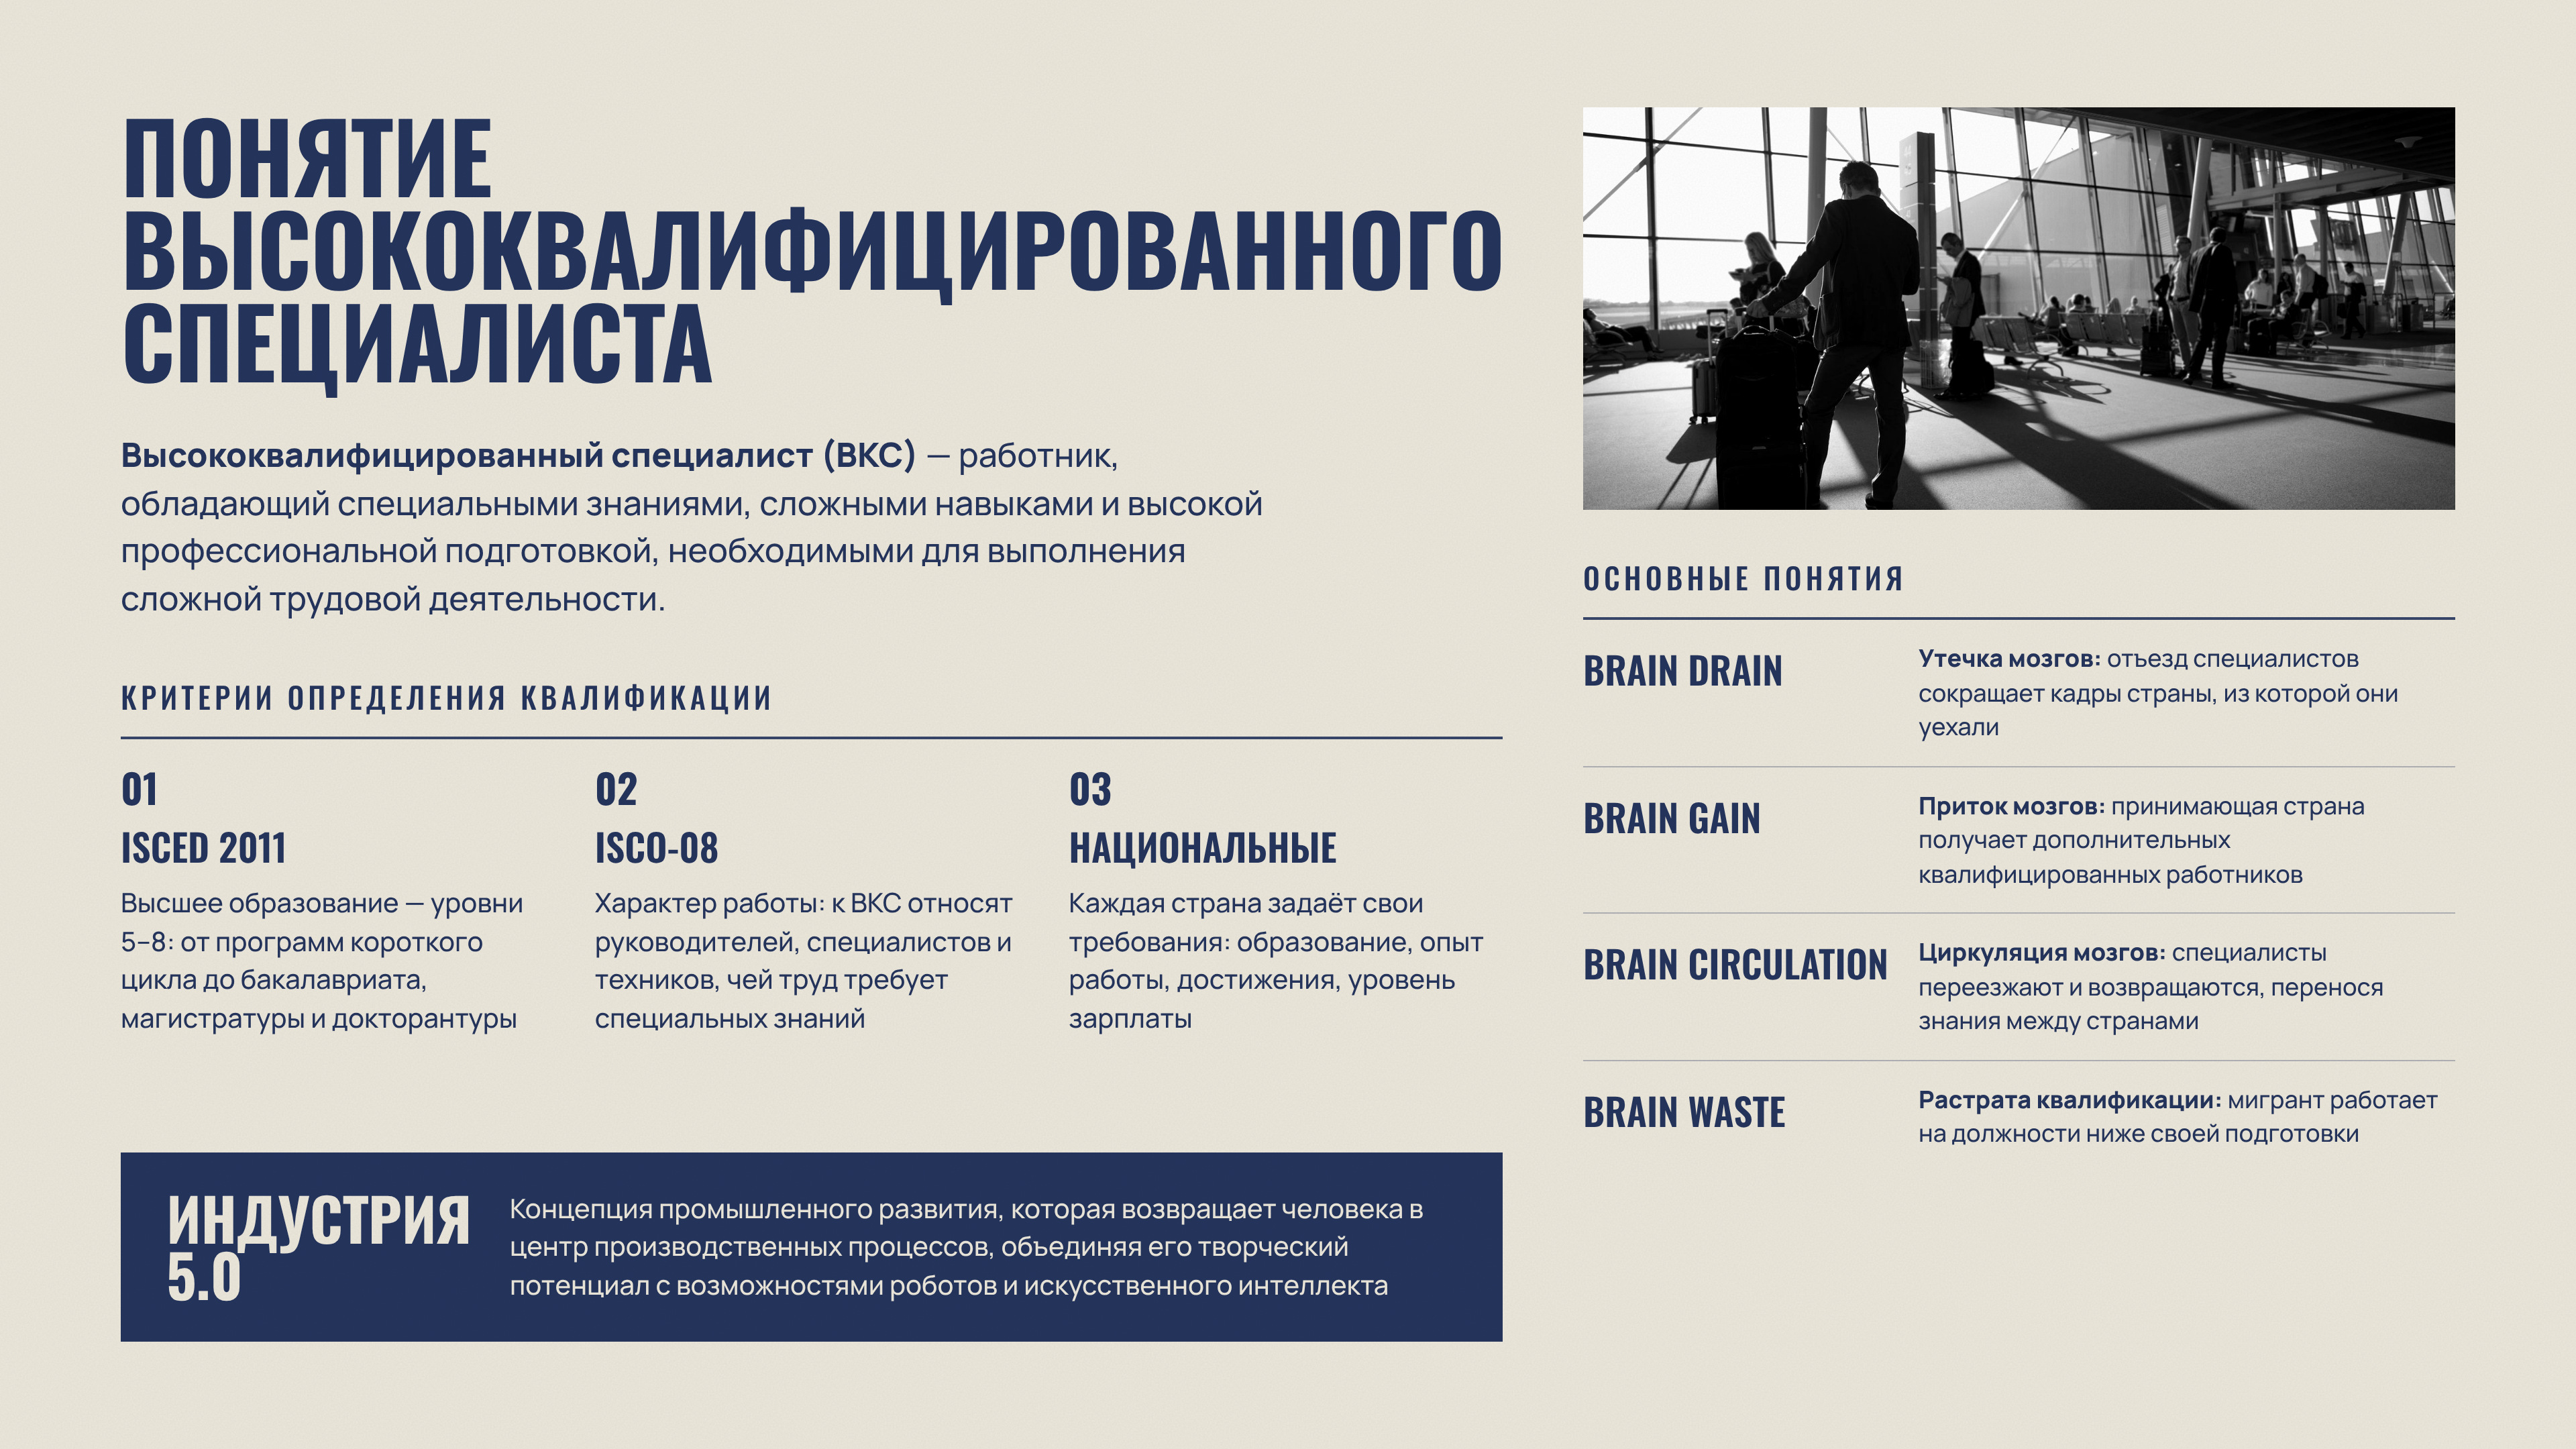 ПОНЯТИЕ
ВЫСОКОКВАЛИФИЦИРОВАННОГО
СПЕЦИАЛИСТА
Высококвалифицированный специалист (ВКС) — работник,
обладающий специальными знаниями, сложными навыками и высокой
профессиональной подготовкой, необходимыми для выполнения
сложной трудовой деятельности.
КРИТЕРИИ ОПРЕДЕЛЕНИЯ КВАЛИФИКАЦИИ
01
ISCED 2011
Высшее образование — уровни
5–8: от программ короткого
цикла до бакалавриата,
магистратуры и докторантуры
02
ISCO-08
Характер работы: к ВКС относят
руководителей, специалистов и
техников, чей труд требует
специальных знаний
03
НАЦИОНАЛЬНЫЕ
Каждая страна задаёт свои
требования: образование, опыт
работы, достижения, уровень
зарплаты
ИНДУСТРИЯ
5.0
Концепция промышленного развития, которая возвращает человека в
центр производственных процессов, объединяя его творческий
потенциал с возможностями роботов и искусственного интеллекта
ОСНОВНЫЕ ПОНЯТИЯ
BRAIN DRAIN
Утечка мозгов: отъезд специалистов
сокращает кадры страны, из которой они
уехали
BRAIN GAIN
Приток мозгов: принимающая страна
получает дополнительных
квалифицированных работников
BRAIN CIRCULATION
Циркуляция мозгов: специалисты
переезжают и возвращаются, перенося
знания между странами
BRAIN WASTE
Растрата квалификации: мигрант работает
на должности ниже своей подготовки